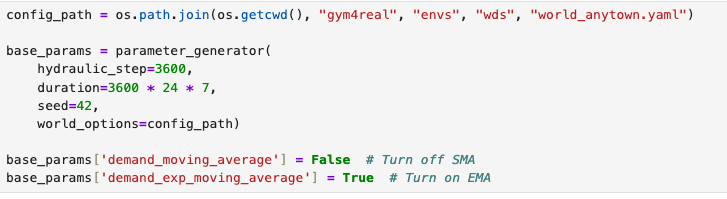 config_path = os.path.join(os.getcwd(), "gym4real", "envs", "wds", "world_anytown.yaml")
base_params = parameter_generator(
    hydraulic_step=3600,
    duration=3600 * 24 * 7,
    seed=42,
    world_options=config_path)
base_params['demand_moving_average'] = False  # Turn off SMA
base_params['demand_exp_moving_average'] = True  # Turn on EMA